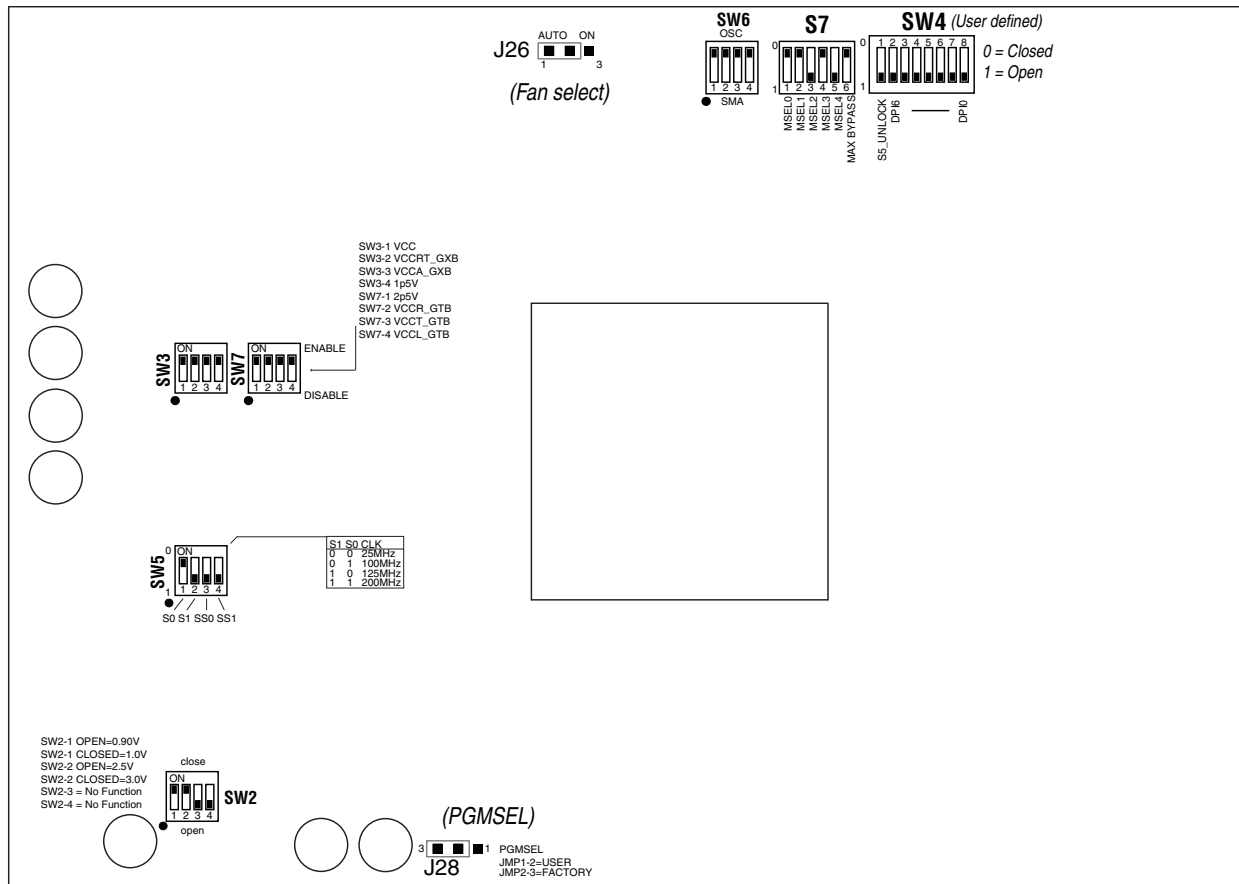 J26
AUTO ON
1 3
(Fan select)
SW6
OSC
1 2 3 4
SMA
S7
0
1
1 2 3 4 5 6
MSEL0
MSEL1
MSEL2
MSEL3
MSEL4
MAX BYPASS
SW4 (User defined)
0
1
1 2 3 4 5 6 7 8
0 = Closed
1 = Open
S5_UNLOCK
DPI6
DPI0
SW3-1 VCC
SW3-2 VCCRT_GXB
SW3-3 VCCA_GXB
SW3-4 1p5V
SW7-1 2p5V
SW7-2 VCCR_GTB
SW7-3 VCCT_GTB
SW7-4 VCCL_GTB
SW3
ON
1 2 3 4
SW7
ON
1 2 3 4
ENABLE
DISABLE
SW5
0
ON
1
1 2 3 4
S0 S1 SS0 SS1
S1 S0 CLK
0 0 25MHz
0 1 100MHz
1 0 125MHz
1 1 200MHz
SW2-1 OPEN=0.90V
SW2-1 CLOSED=1.0V
SW2-2 OPEN=2.5V
SW2-2 CLOSED=3.0V
SW2-3 = No Function
SW2-4 = No Function
close
ON
1 2 3 4
open
SW2
(PGMSEL)
3 1
J28
PGMSEL
JMP1-2=USER
JMP2-3=FACTORY